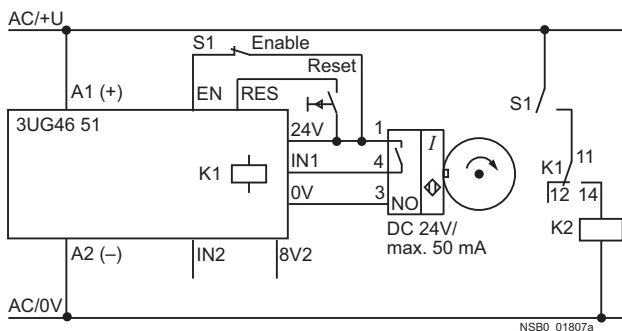 AC/+U
S1 Enable
Reset
A1 (+)
EN RES
3UG46 51
24V 1
S1
IN1 4
I
K1
0V 3
NO
K1 11
12 14
DC 24V/
max. 50 mA
K2
A2 (–)
IN2 8V2
AC/0V
NSB0_01807a